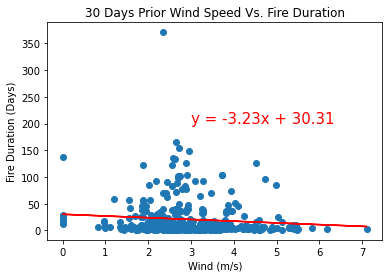 30 Days Prior Wind Speed Vs. Fire Duration
350
300
250
200
150
100
50
0
Fire Duration (Days)
y = -3.23x + 30.31
0 1 2 3 4 5 6 7
Wind (m/s)